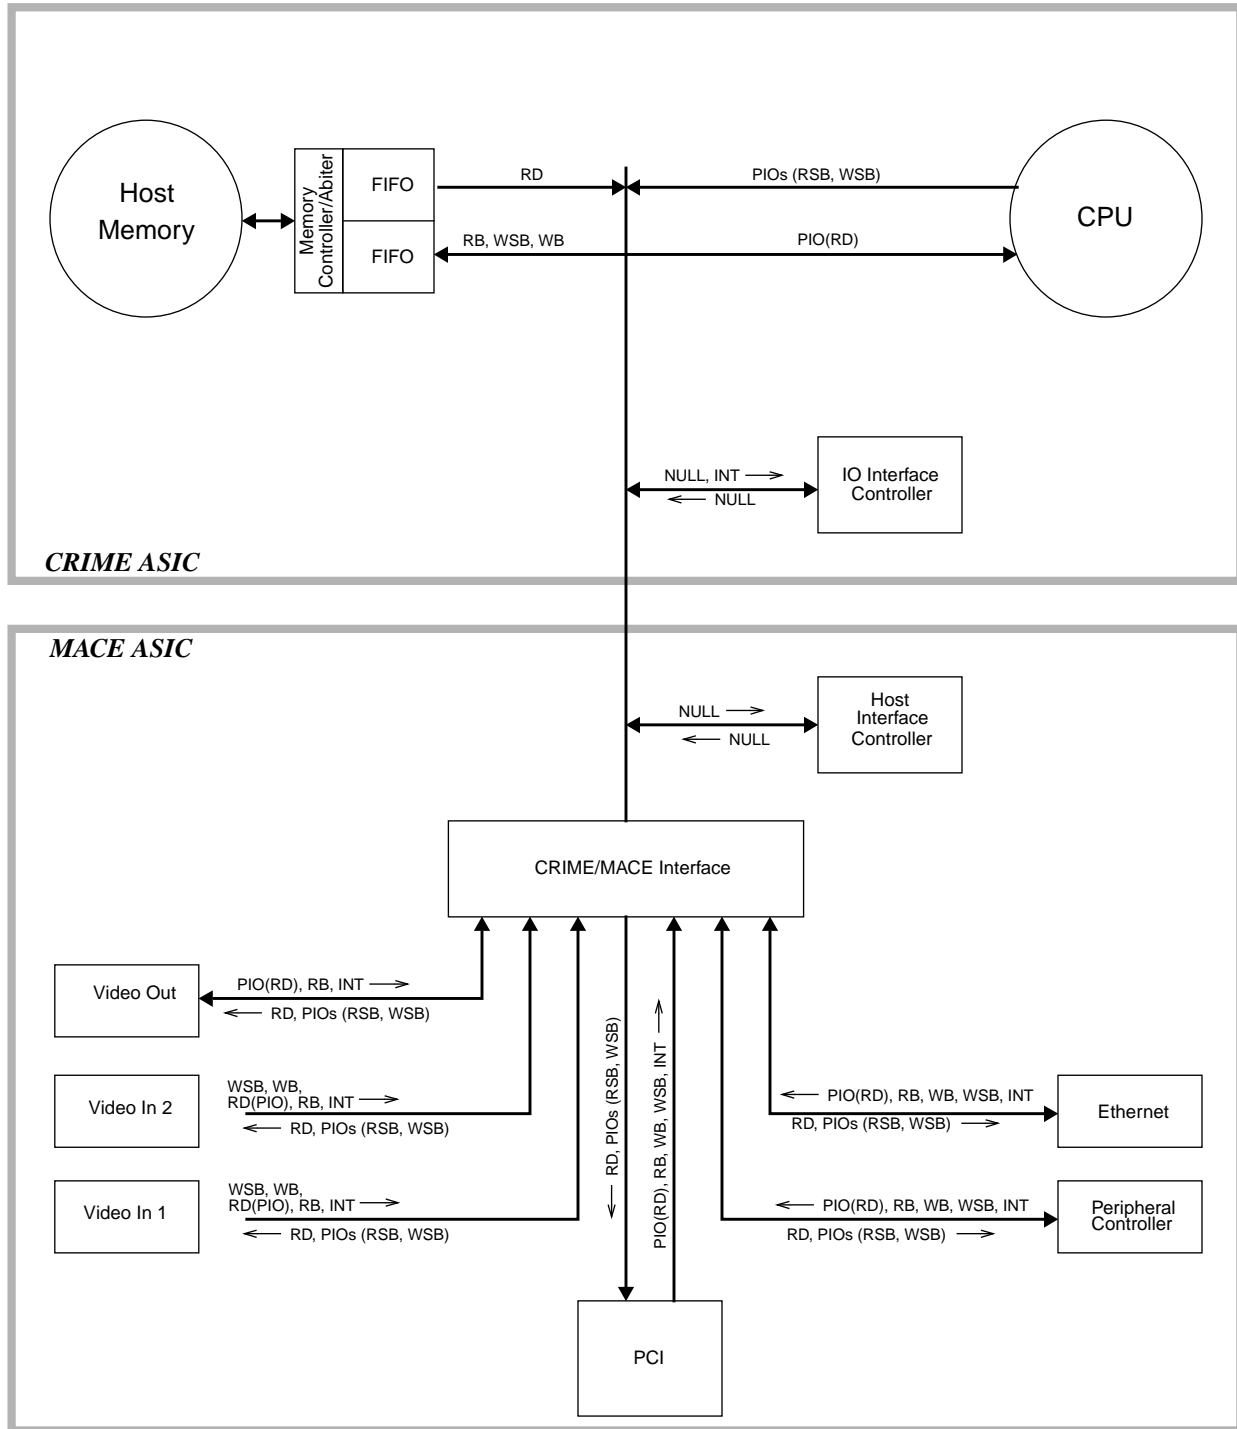 Host
Memory
Memory
Controller/Abiter
FIFO
FIFO
RD
PIOs (RSB, WSB)
RB, WSB, WB
PIO(RD)
CPU
NULL, INT
NULL
IO Interface
Controller
CRIME ASIC
MACE ASIC
NULL
NULL
Host
Interface
Controller
CRIME/MACE Interface
Video Out
PIO(RD), RB, INT
RD, PIOs (RSB, WSB)
Video In 2
WSB, WB,
RD(PIO), RB, INT
RD, PIOs (RSB, WSB)
Video In 1
WSB, WB,
RD(PIO), RB, INT
RD, PIOs (RSB, WSB)
RD, PIOs (RSB, WSB)
PIO(RD), RB, WB, WSB, INT
PIO(RD), RB, WB, WSB, INT
RD, PIOs (RSB, WSB)
Ethernet
PIO(RD), RB, WB, WSB, INT
RD, PIOs (RSB, WSB)
Peripheral
Controller
PCI